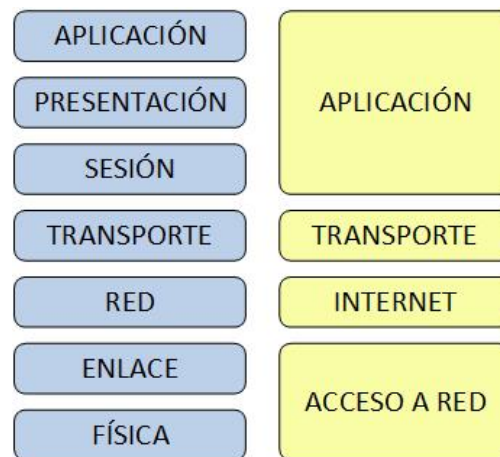 APLICACIÓN
PRESENTACIÓN
SESIÓN
TRANSPORTE
RED
ENLACE
FÍSICA
APLICACIÓN
TRANSPORTE
INTERNET
ACCESO A RED